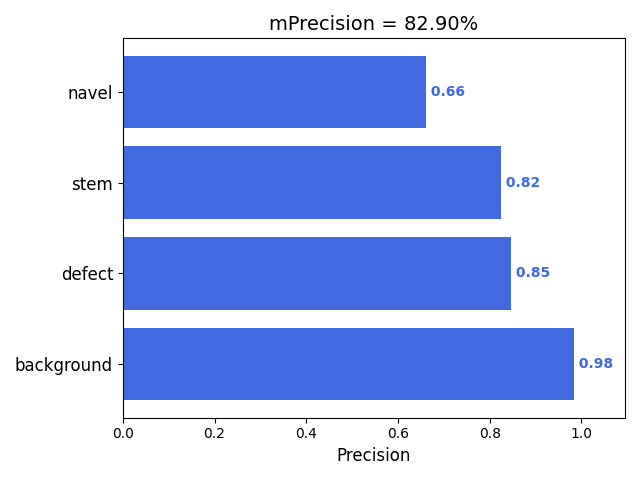 mPrecision = 82.90%
navel
0.66
stem
0.82
defect
0.85
background
0.98
0.0 0.2 0.4 0.6 0.8 1.0
Precision